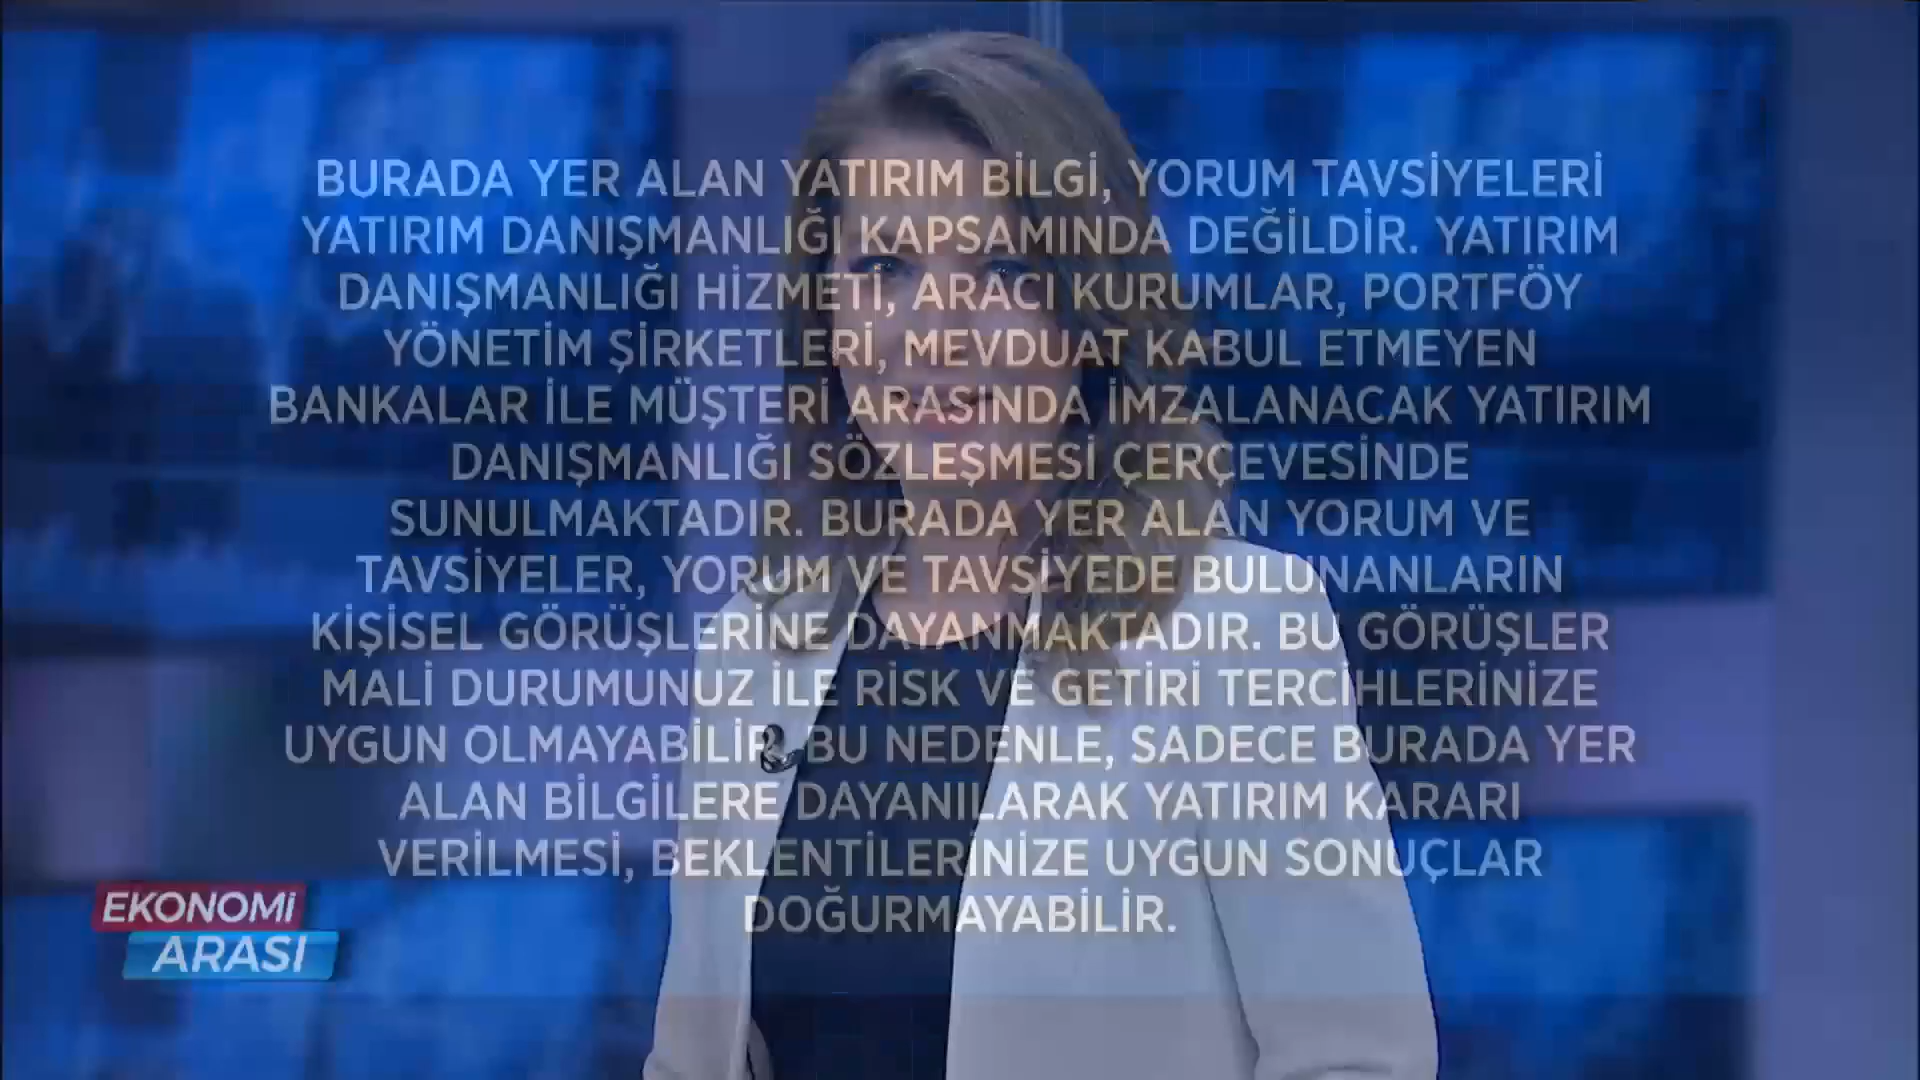 BURADA YER ALAN YATIRIM BİLGİ, YORUM TAVSİYELERİ
YATIRIM DANIŞMANLIĞI KAPSAMINDA DEĞİLDİR. YATIRIM
DANIŞMANLIĞI HİZMETİ, ARACI KURUMLAR, PORTFÖY
YÖNETİM ŞİRKETLERİ, MEVDUAT KABUL ETMEYEN
BANKALAR İLE MÜŞTERİ ARASINDA İMZALANACAK YATIRIM
DANIŞMANLIĞI SÖZLEŞMESİ ÇERÇEVESİNDE
SUNULMAKTADIR. BURADA YER ALAN YORUM VE
TAVSİYELER, YORUM VE TAVSİYEDE BULUNANLARIN
KİŞİSEL GÖRÜŞLERİNE DAYANMAKTADIR. BU GÖRÜŞLER
MALİ DURUMUNUZ İLE RİSK VE GETİRİ TERCİHLERİNİZE
UYGUN OLMAYABİLİR. BU NEDENLE, SADECE BURADA YER
ALAN BİLGİLERE DAYANILARAK YATIRIM KARARI
VERİLMESİ, BEKLENTİLERİNİZE UYGUN SONUÇLAR
DOĞURMAYABİLİR.
EKONOMİ
ARASI